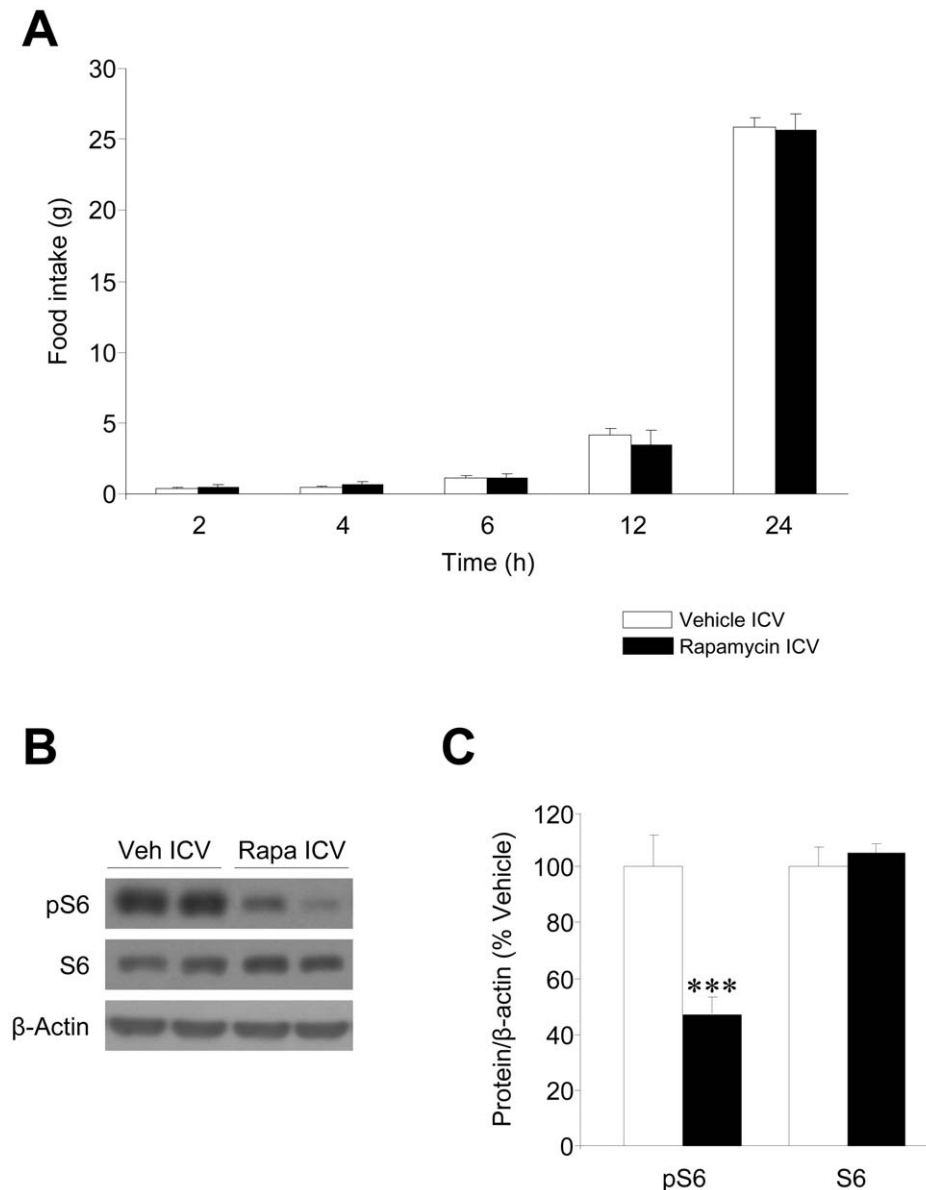 A
30
25
20
15
10
5
0
Food intake (g)
2 4 6 12 24
Time (h)
Vehicle ICV
Rapamycin ICV
B
Veh ICV Rapa ICV
pS6
S6
β-Actin
C
120
100
80
60
40
20
0
Protein/β-actin (% Vehicle)
***
pS6 S6